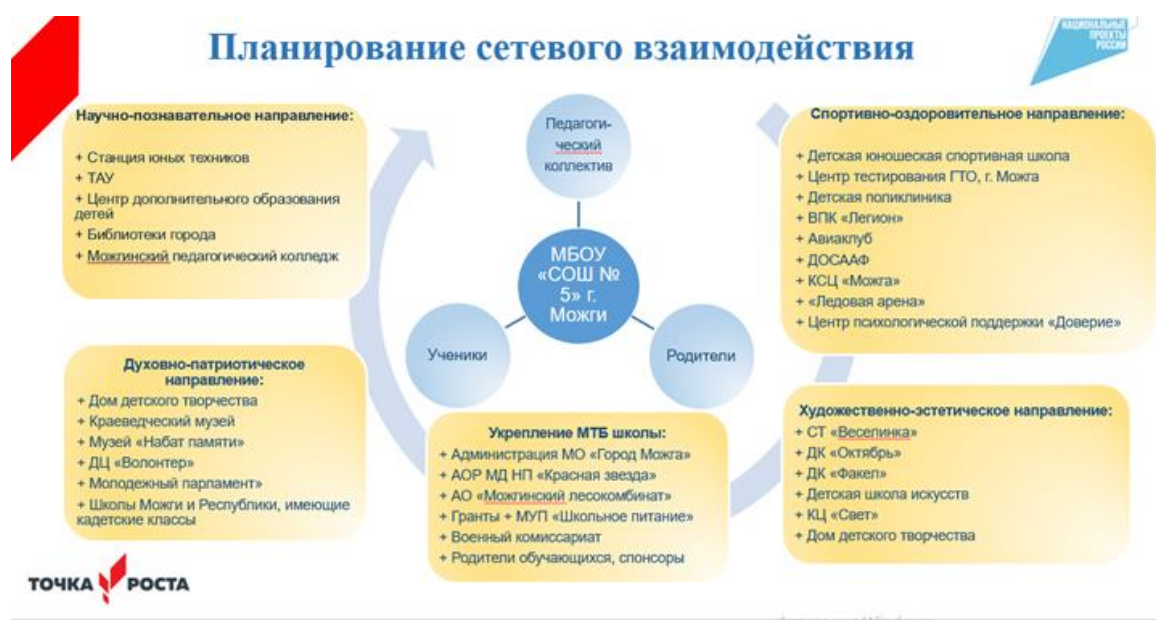 Планирование сетевого взаимодействия
НАЦИОНАЛЬНЫЕ
ПРОЕКТЫ
РОССИИ
Научно-познавательное направление:
+ Станция юных техников
+ ТАУ
+ Центр дополнительного образования
детей
+ Библиотеки города
+ Можгинский педагогический колледж
Педагоги-
ческий
коллектив
МБОУ
«СОШ №
5» г.
Можги
Ученики
Родители
Спортивно-оздоровительное направление:
+ Детская юношеская спортивная школа
+ Центр тестирования ГТО, г. Можга
+ Детская поликлиника
+ ВПК «Легион»
+ Авиаклуб
+ ДОСААФ
+ КСЦ «Можга»
+ «Ледовая арена»
+ Центр психологической поддержки «Доверие»
Духовно-патриотическое
направление:
+ Дом детского творчества
+ Краеведческий музей
+ Музей «Набат памяти»
+ ДЦ «Волонтер»
+ Молодежный парламент»
+ Школы Можги и Республики, имеющие
кадетские классы
Укрепление МТБ школы:
+ Администрация МО «Город Можга»
+ АОР МД НП «Красная звезда»
+ АО «Можгинский лесокомбинат»
+ Гранты + МУП «Школьное питание»
+ Военный комиссариат
+ Родители обучающихся, спонсоры
Художественно-эстетическое направление:
+ СТ «Веселинка»
+ ДК «Октябрь»
+ ДК «Факел»
+ Детская школа искусств
+ КЦ «Свет»
+ Дом детского творчества
ТОЧКА РОСТА